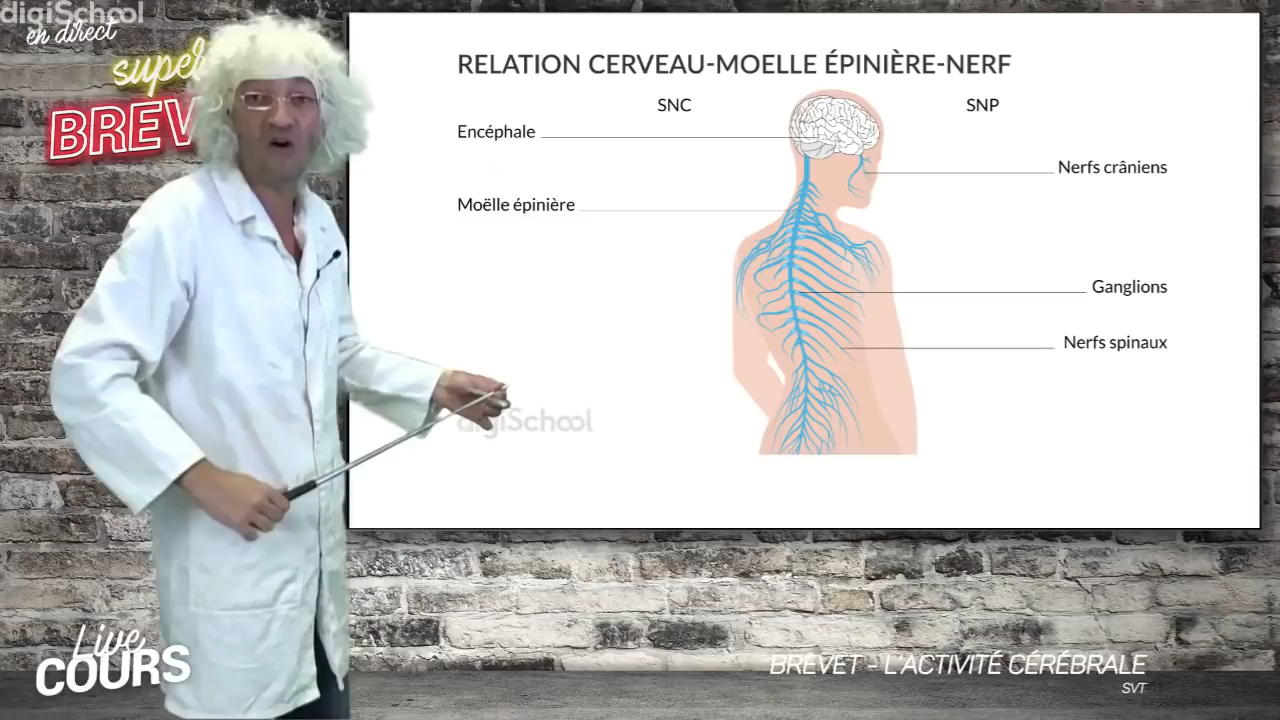 digiSchool
en direct
super
BREV
RELATION CERVEAU-MOELLE ÉPINIÈRE-NERF
SNC
SNP
Encéphale
Nerfs crâniens
Moëlle épinière
Ganglions
Nerfs spinaux
digiSchool
Live
COURS
BREVET - L'ACTIVITÉ CÉRÉBRALE
SVT